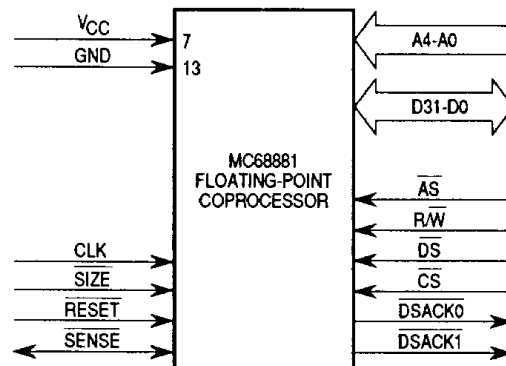 VCC
7
GND
13
A4-A0
D31-D0
MC68881
FLOATING-POINT
COPROCESSOR
AS
R/W
DS
CS
CLK
SIZE
RESET
SENSE
DSACK0
DSACK1